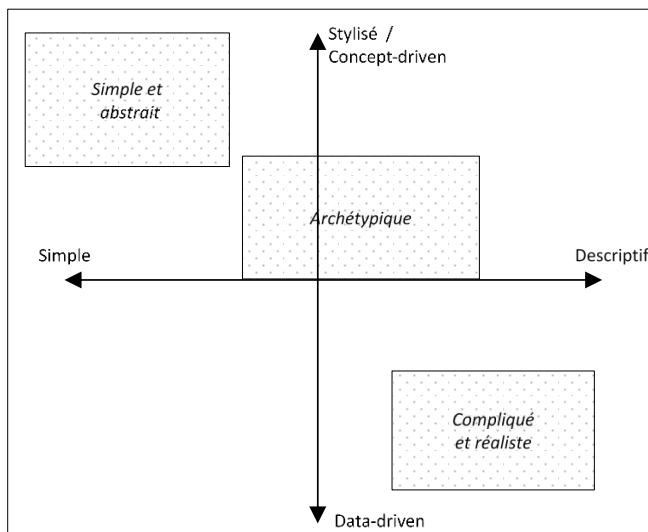 Stylisé /
Concept-driven
Simple et
abstrait
Archétypique
Simple
Descriptif
Compliqué
et réaliste
Data-driven